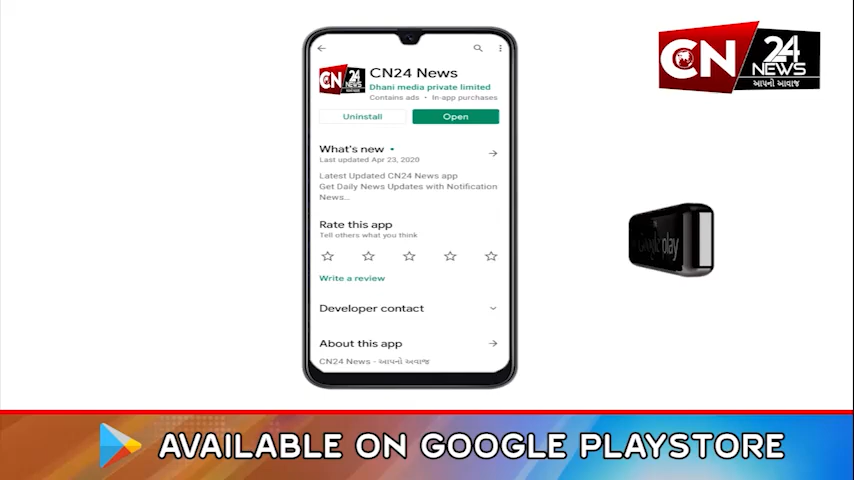 CN24 News
Dhani media private limited
Contains ads • In-app purchases
Uninstall
Open
What's new •
Last updated Apr 23, 2020
Latest Updated CN24 News app
Get Daily News Updates with Notification
News...
Rate this app
Tell others what you think
Write a review
Developer contact
About this app
CN24 News - આપનો અવાજ
CN 24 NEWS
આપનો અવાજ
Google play
AVAILABLE ON GOOGLE PLAYSTORE